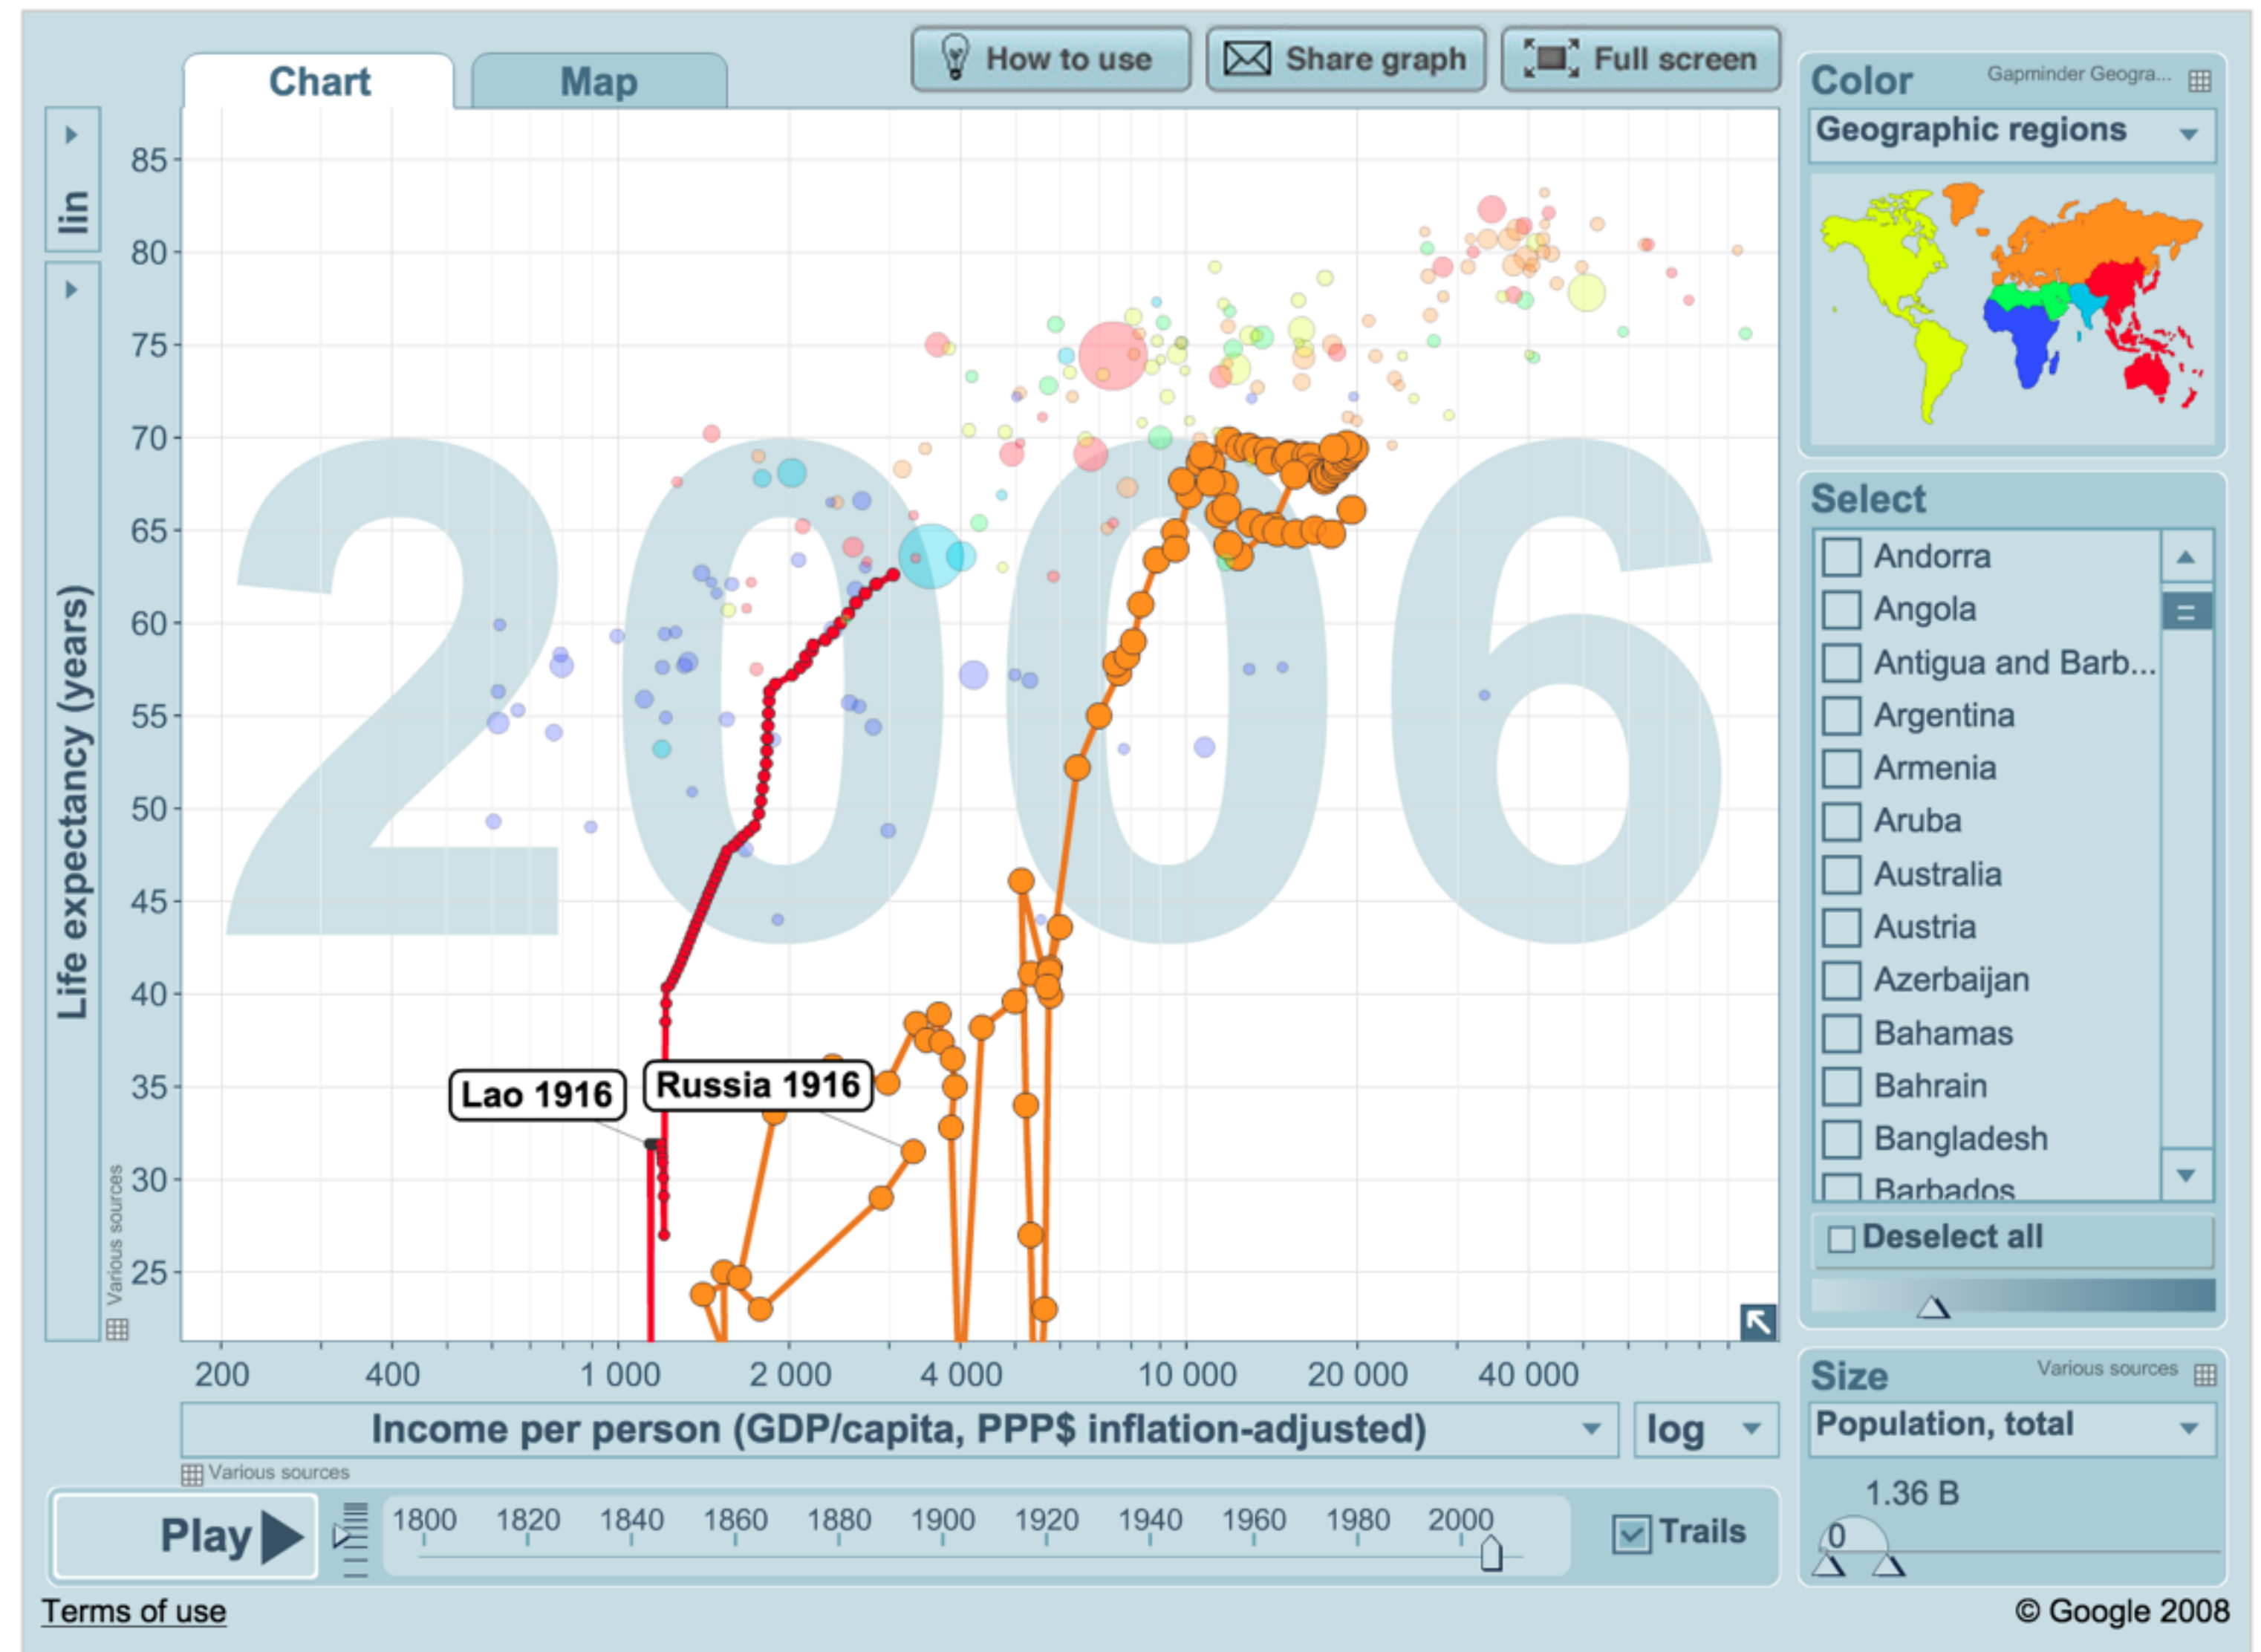 How to use
Share graph
Full screen
Chart
Map
Color
Gapminder Geogra...
Geographic regions
lin
Life expectancy (years)
Various sources
85
80
75
70
65
60
55
50
45
40
35
30
25
2006
Lao 1916
Russia 1916
200
400
1 000
2 000
4 000
10 000
20 000
40 000
Income per person (GDP/capita, PPP$ inflation-adjusted)
log
Various sources
Select
Andorra
Angola
Antigua and Barb...
Argentina
Armenia
Aruba
Australia
Austria
Azerbaijan
Bahamas
Bahrain
Bangladesh
Barbados
Deselect all
Size
Various sources
Population, total
1.36 B
0
Play
1800 1820 1840 1860 1880 1900 1920 1940 1960 1980 2000
Trails
Terms of use
© Google 2008